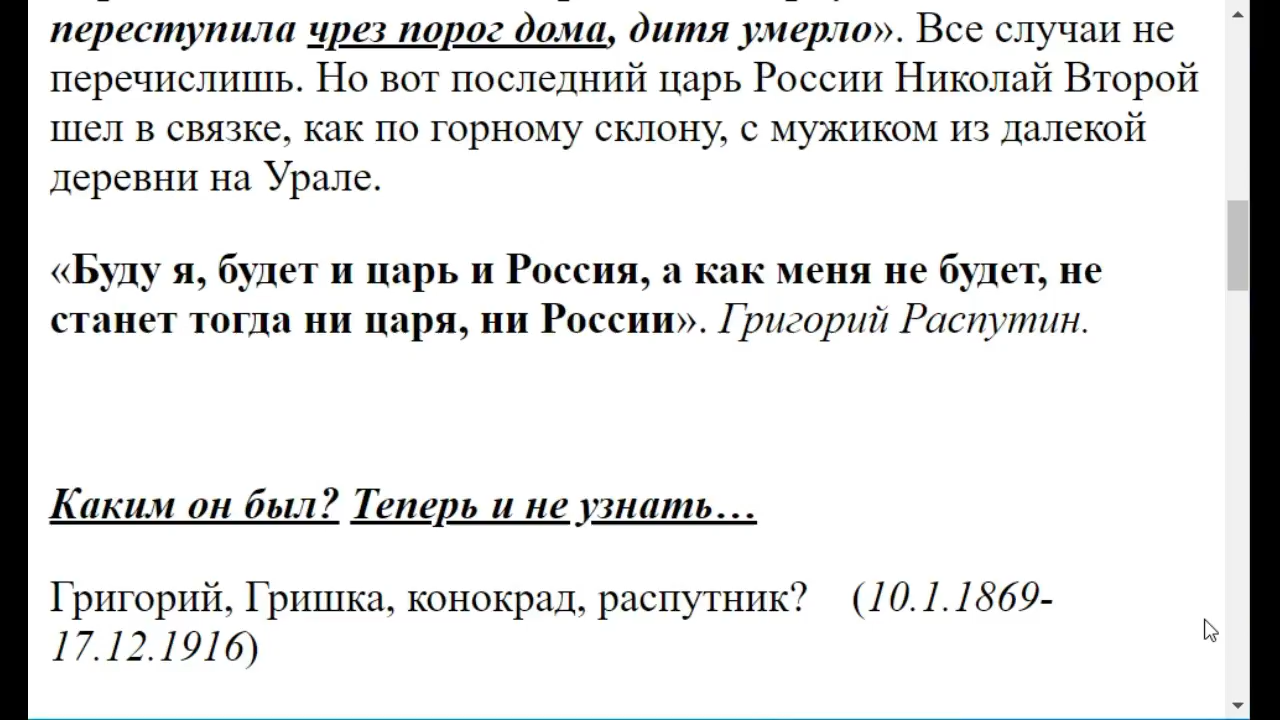 переступила чрез порог дома, дитя умерло». Все случаи не
перечислишь. Но вот последний царь России Николай Второй
шел в связке, как по горному склону, с мужиком из далекой
деревни на Урале.
«Буду я, будет и царь и Россия, а как меня не будет, не
станет тогда ни царя, ни России». Григорий Распутин.
Каким он был? Теперь и не узнать…
Григорий, Гришка, конокрад, распутник? (10.1.1869-
17.12.1916)